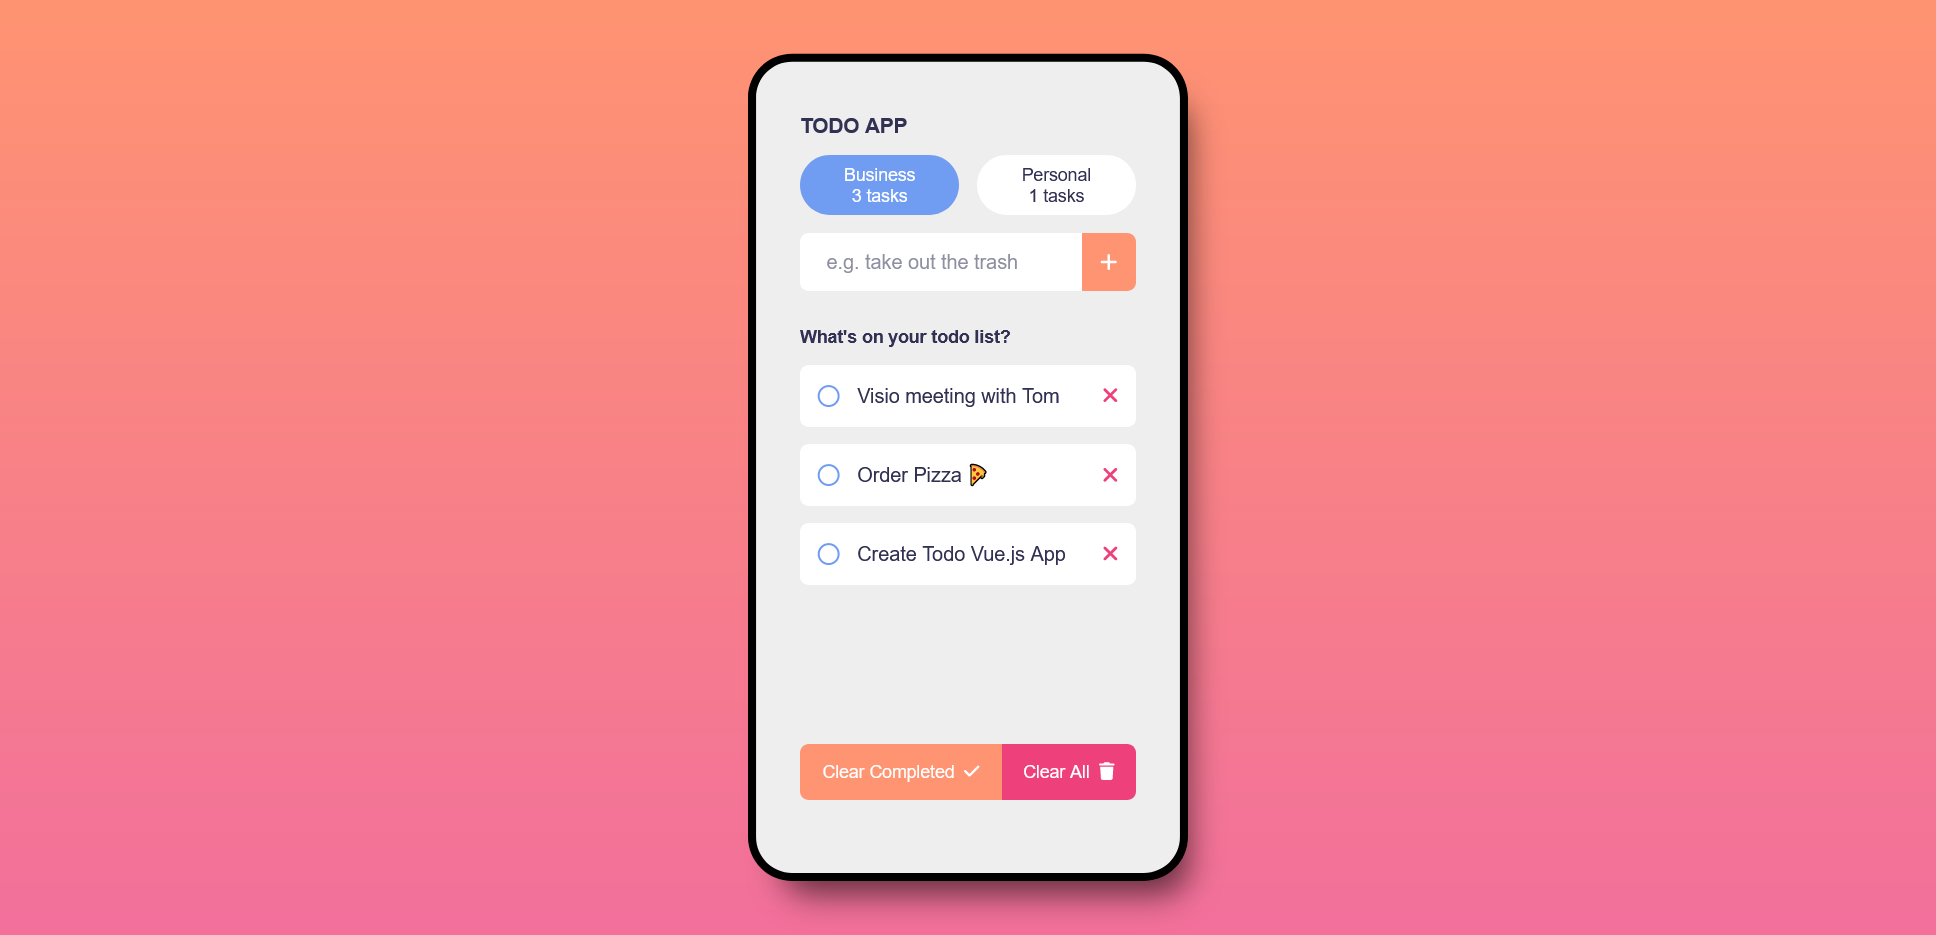 TODO APP
Business
3 tasks
Personal
1 tasks
e.g. take out the trash
What's on your todo list?
Visio meeting with Tom
Order Pizza 🍕
Create Todo Vue.js App
Clear Completed
Clear All